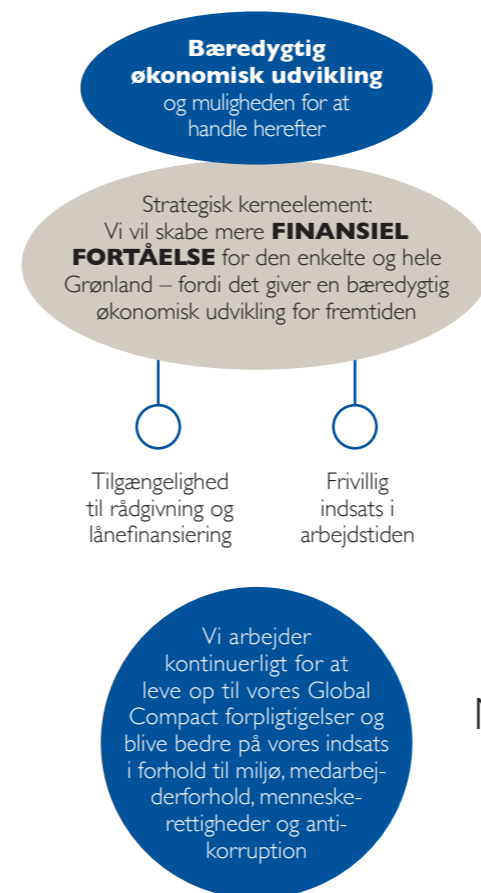 Bæredygtig
økonomisk udvikling
og muligheden for at
handle herefter
Strategisk kerneelement:
Vi vil skabe mere FINANSIEL
FORTÅELSE for den enkelte og hele
Grønland – fordi det giver en bæredygtig
økonomisk udvikling for fremtiden
Tilgængelighed
til rådgivning og
lånefinansiering
Frivillig
indsats i
arbejdstiden
Vi arbejder
kontinuerligt for at
leve op til vores Global
Compact forpligtigelser og
blive bedre på vores indsats
i forhold til miljø, medarbej-
derforhold, menneske-
rettigheder og anti-
korruption